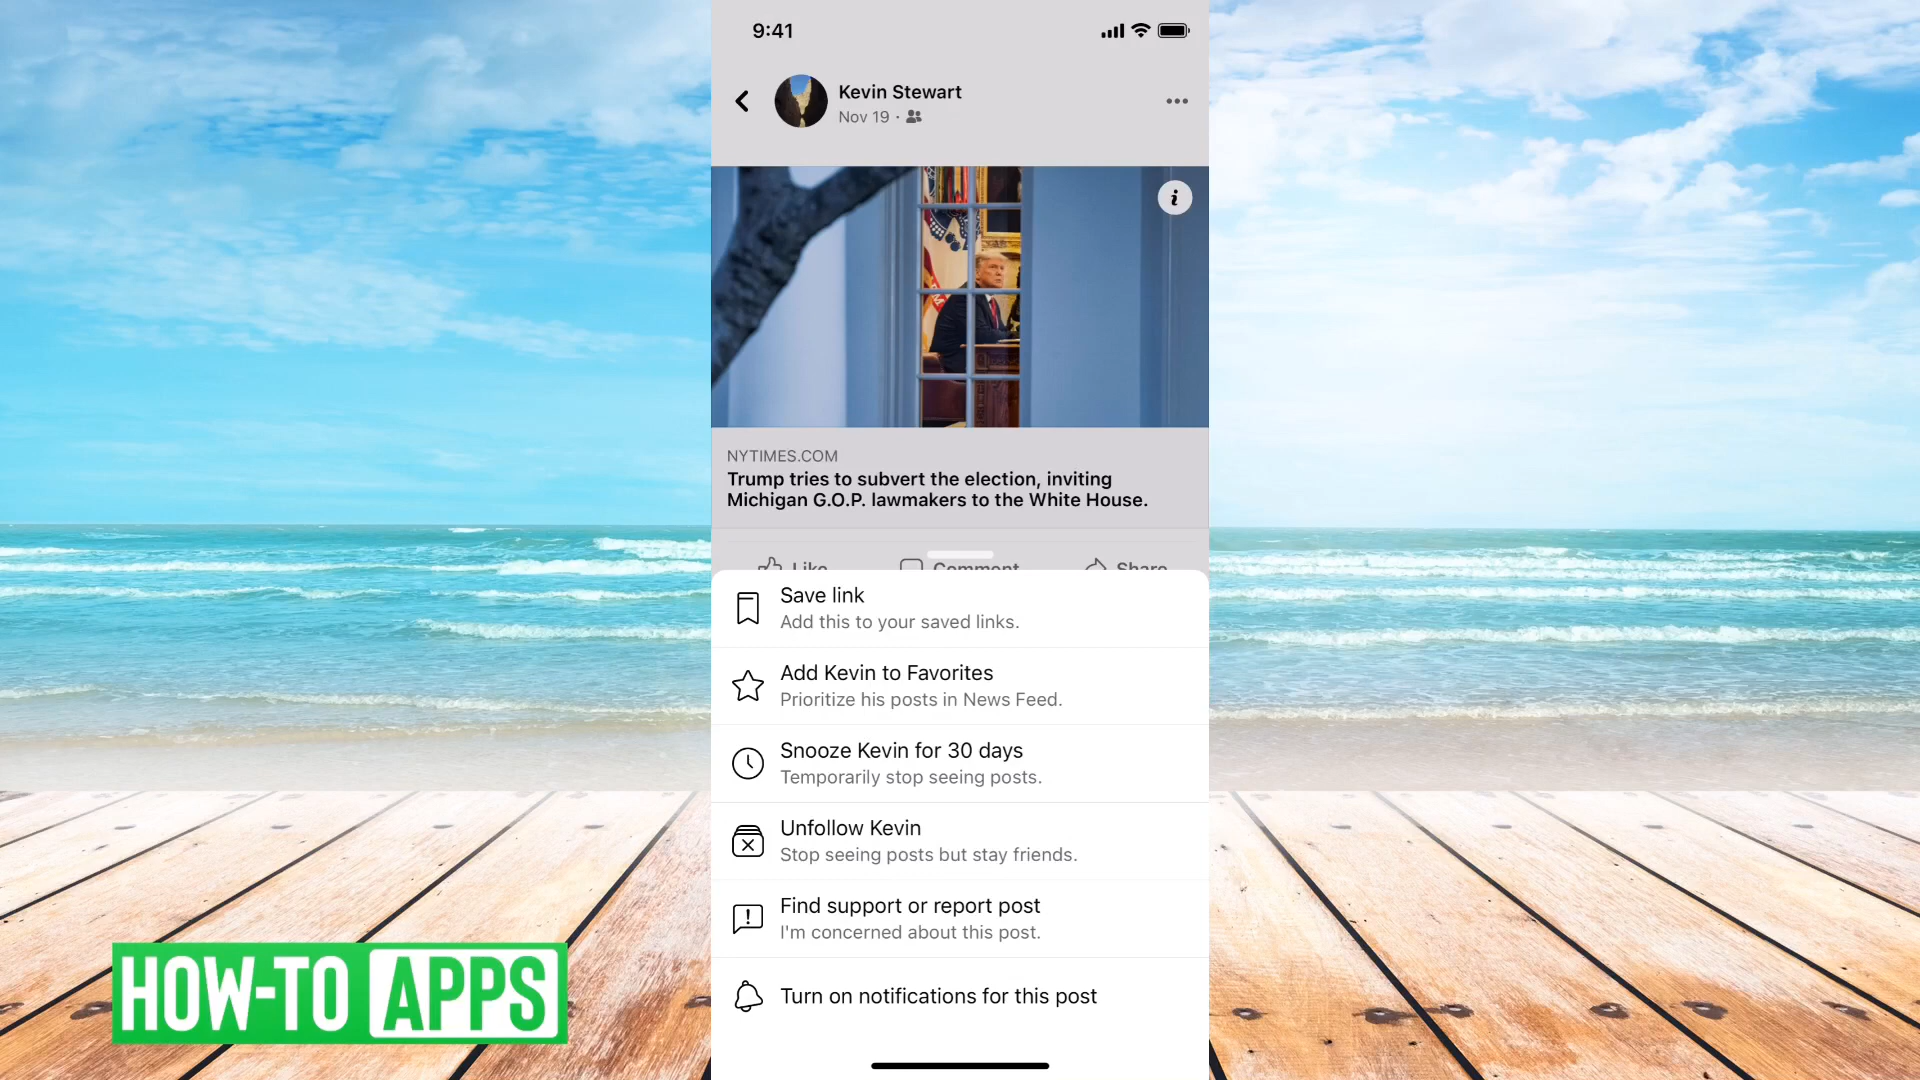 9:41
Kevin Stewart
Nov 19 ·
NYTIMES.COM
Trump tries to subvert the election, inviting
Michigan G.O.P. lawmakers to the White House.
Like Comment Share
Save link
Add this to your saved links.
Add Kevin to Favorites
Prioritize his posts in News Feed.
Snooze Kevin for 30 days
Temporarily stop seeing posts.
Unfollow Kevin
Stop seeing posts but stay friends.
Find support or report post
I'm concerned about this post.
Turn on notifications for this post
HOW-TO APPS